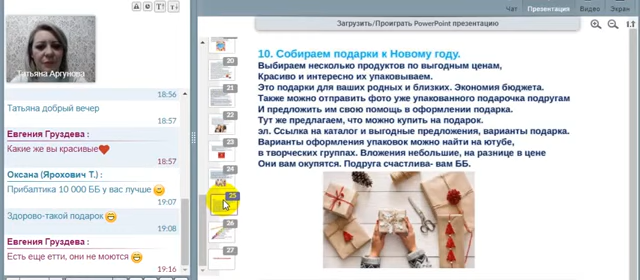 Чат
Презентация
Видео
Экран
Загрузить/Проиграть PowerPoint презентацию
Татьяна Аргунова
18:56
Татьяна добрый вечер
18:57
Евгения Груздева :
Какие же вы красивые
18:57
Оксана (Ярохович Т.) :
Прибалтика 10 000 ББ у вас лучше
19:07
Здорово-такой подарок
19:08
Евгения Груздева :
Есть еще етти, они не моются
19:16
20
21
22
23
24
25
26
27
10. Собираем подарки к Новому году.
Выбираем несколько продуктов по выгодным ценам,
Красиво и интересно их упаковываем.
Это подарки для ваших родных и близких. Экономия бюджета.
Также можно отправить фото уже упакованного подарочка подругам
И предложить им свою помощь в оформлении подарка.
Тут же предлагаем, что можно купить на подарок.
эл. Ссылка на каталог и выгодные предложения, варианты подарка.
Варианты оформления упаковок можно найти на ютубе,
в творческих группах. Вложения небольшие, на разнице в цене
Они вам окупятся. Подруга счастлива- вам ББ.